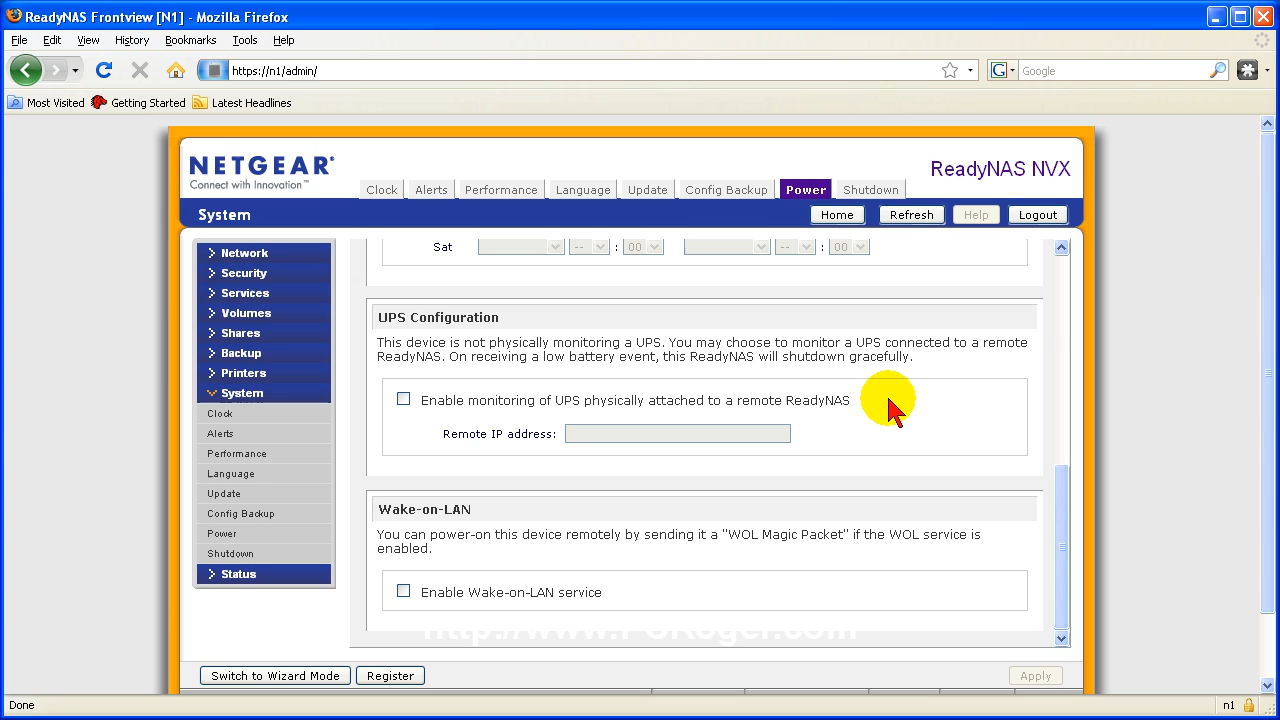 ReadyNAS Frontview [N1] - Mozilla Firefox
File Edit View History Bookmarks Tools Help
https://n1/admin/
Google
Most Visited Getting Started Latest Headlines
NETGEAR
Connect with Innovation™
ReadyNAS NVX
Clock Alerts Performance Language Update Config Backup Power Shutdown
System
Home Refresh Help Logout
Network
Security
Services
Volumes
Shares
Backup
Printers
System
Clock
Alerts
Performance
Language
Update
Config Backup
Power
Shutdown
Status
Sat -- : 00 -- : 00
UPS Configuration
This device is not physically monitoring a UPS. You may choose to monitor a UPS connected to a remote
ReadyNAS. On receiving a low battery event, this ReadyNAS will shutdown gracefully.
Enable monitoring of UPS physically attached to a remote ReadyNAS
Remote IP address:
Wake-on-LAN
You can power-on this device remotely by sending it a "WOL Magic Packet" if the WOL service is
enabled.
Enable Wake-on-LAN service
http://www.PCRoger.com
Switch to Wizard Mode Register Apply
Done n1